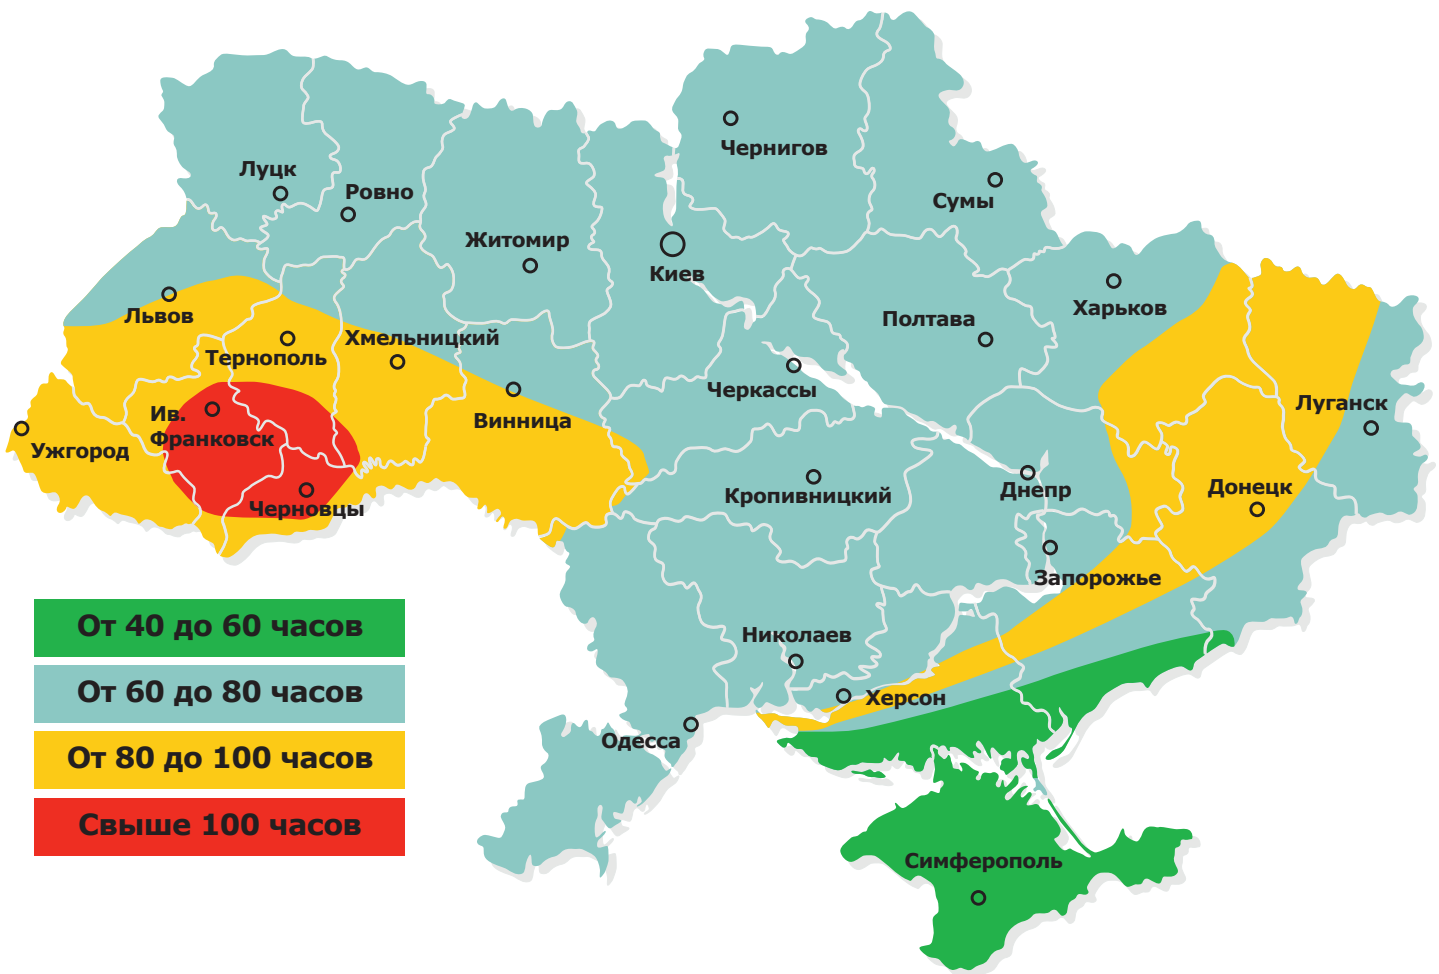 Чернигов
Луцк
Ровно
Сумы
Житомир
Киев
Харьков
Львов
Полтава
Хмельницкий
Тернополь
Черкассы
Луганск
Ив.
Франковск
Винница
Ужгород
Донецк
Днепр
Кропивницкий
Черновцы
Запорожье
От 40 до 60 часов
Николаев
От 60 до 80 часов
Херсон
Одесса
От 80 до 100 часов
Свыше 100 часов
Симферополь